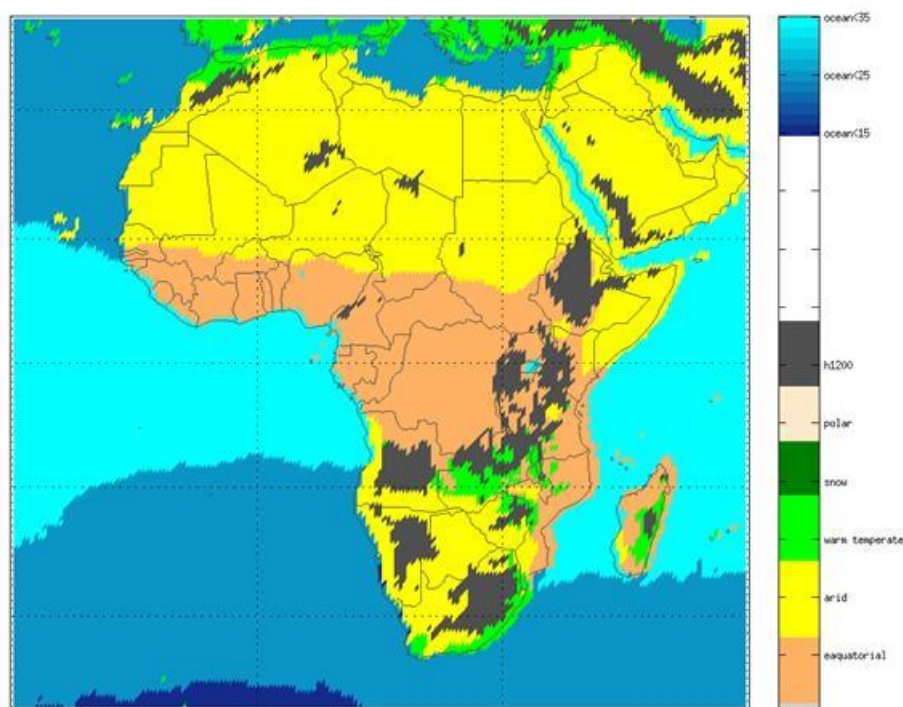 ocean<35
ocean<25
ocean<15
h1200
polar
snow
warm temperate
arid
eaquatorial